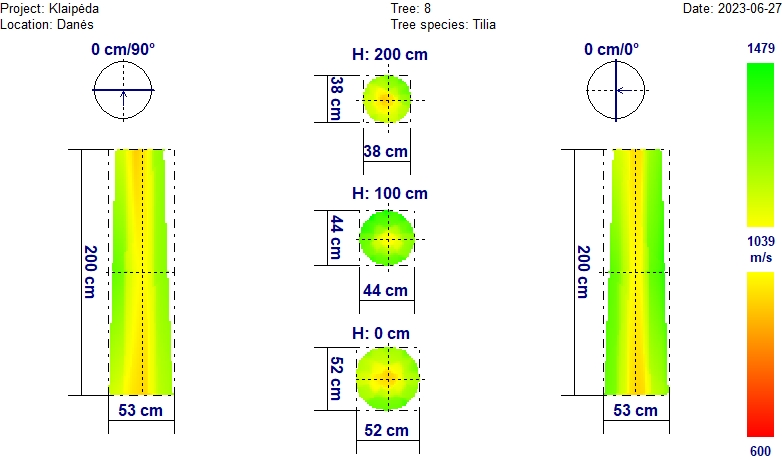 Project: Klaipėda
Tree: 8
Date: 2023-06-27
Location: Danės
Tree species: Tilia
0 cm/90°
H: 200 cm
0 cm/0°
1479
38 cm
38 cm
H: 100 cm
44 cm
44 cm
200 cm
200 cm
1039
m/s
H: 0 cm
52 cm
52 cm
53 cm
53 cm
600